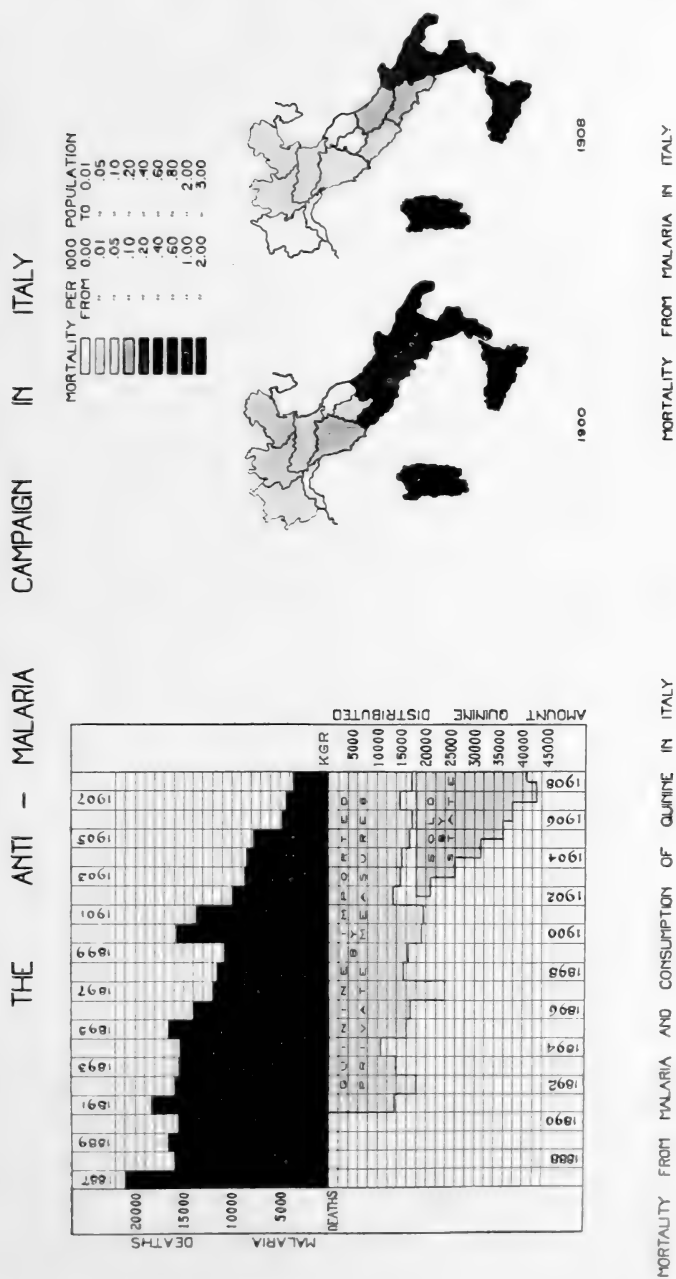 THE ANTI - MALARIA CAMPAIGN IN ITALY
20000
15000
10000
5000
DEATHS
MALARIA DEATHS
1887
1889
1891
1893
1895
1897
1899
1901
1903
1905
1907
KGR
5000
10000
15000
20000
25000
30000
35000
40000
45000
AMOUNT QUININE DISTRIBUTED
QUININE IMPORTED
BY
PRIVATE MEASURES
SOLD
BY
STATE
1888
1890
1892
1894
1896
1898
1900
1902
1904
1906
1908
MORTALITY FROM MALARIA AND CONSUMPTION OF QUININE IN ITALY
MORTALITY PER 1000 POPULATION
FROM 0.00 TO 0.01
" .01 " .05
" .05 " .10
" .10 " .20
" .20 " .40
" .40 " .60
" .60 " .80
" 1.00 " 2.00
" 2.00 " 3.00
1900
1908
MORTALITY FROM MALARIA IN ITALY